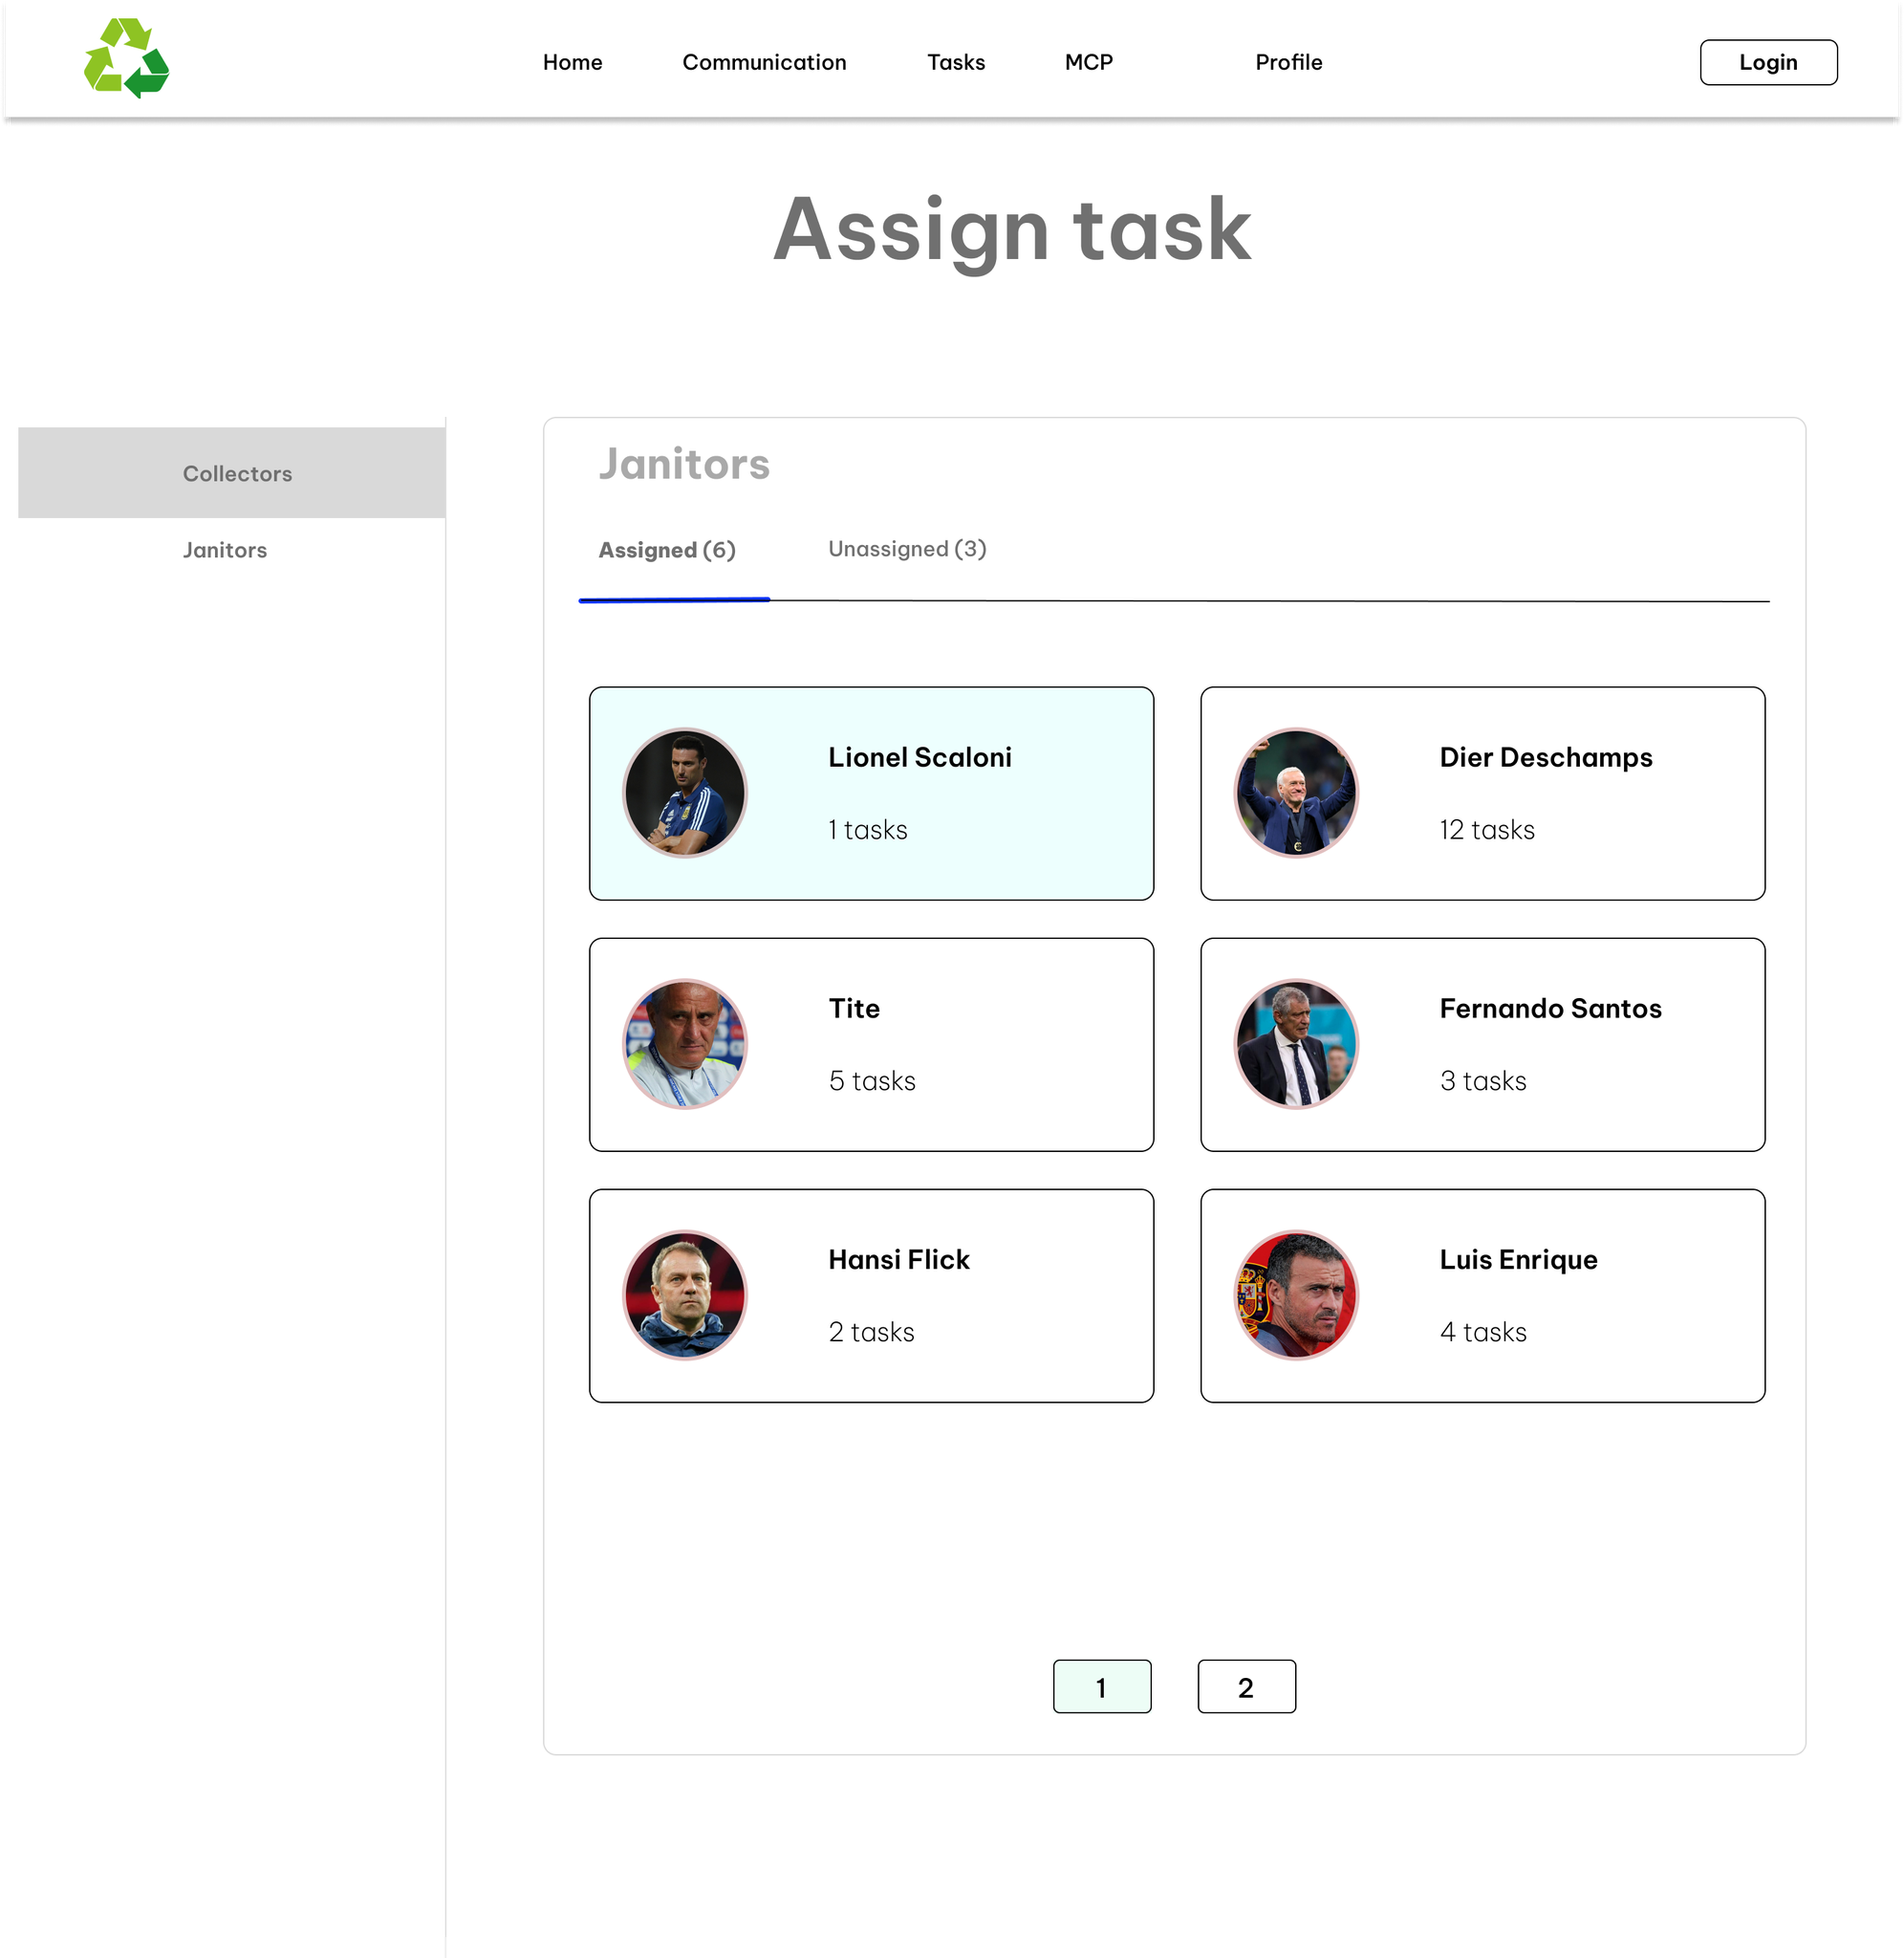 Home Communication Tasks MCP Profile Login
Assign task
Collectors
Janitors
Janitors
Assigned (6) Unassigned (3)
Lionel Scaloni
1 tasks
Dier Deschamps
12 tasks
Tite
5 tasks
Fernando Santos
3 tasks
Hansi Flick
2 tasks
Luis Enrique
4 tasks
1 2